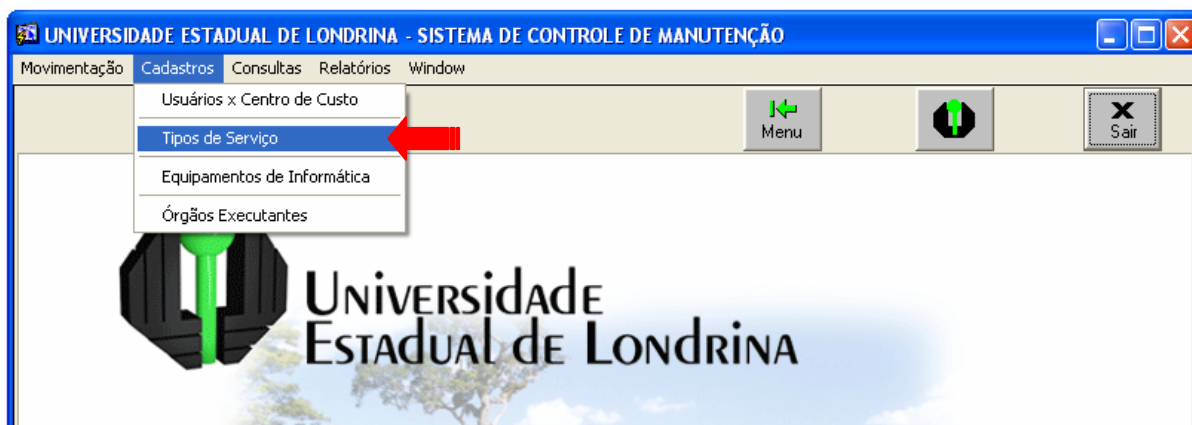 UNIVERSIDADE ESTADUAL DE LONDRINA - SISTEMA DE CONTROLE DE MANUTENÇÃO
Movimentação Cadastros Consultas Relatórios Window
Usuários x Centro de Custo
Tipos de Serviço
Equipamentos de Informática
Órgãos Executantes
Menu
Sair
Universidade
Estadual de Londrina